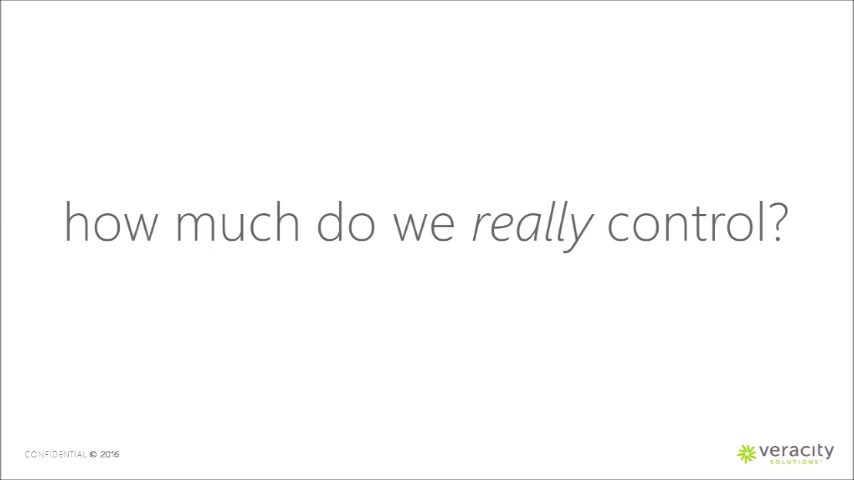 how much do we really control?
CONFIDENTIAL © 2016
veracity
SOLUTIONS